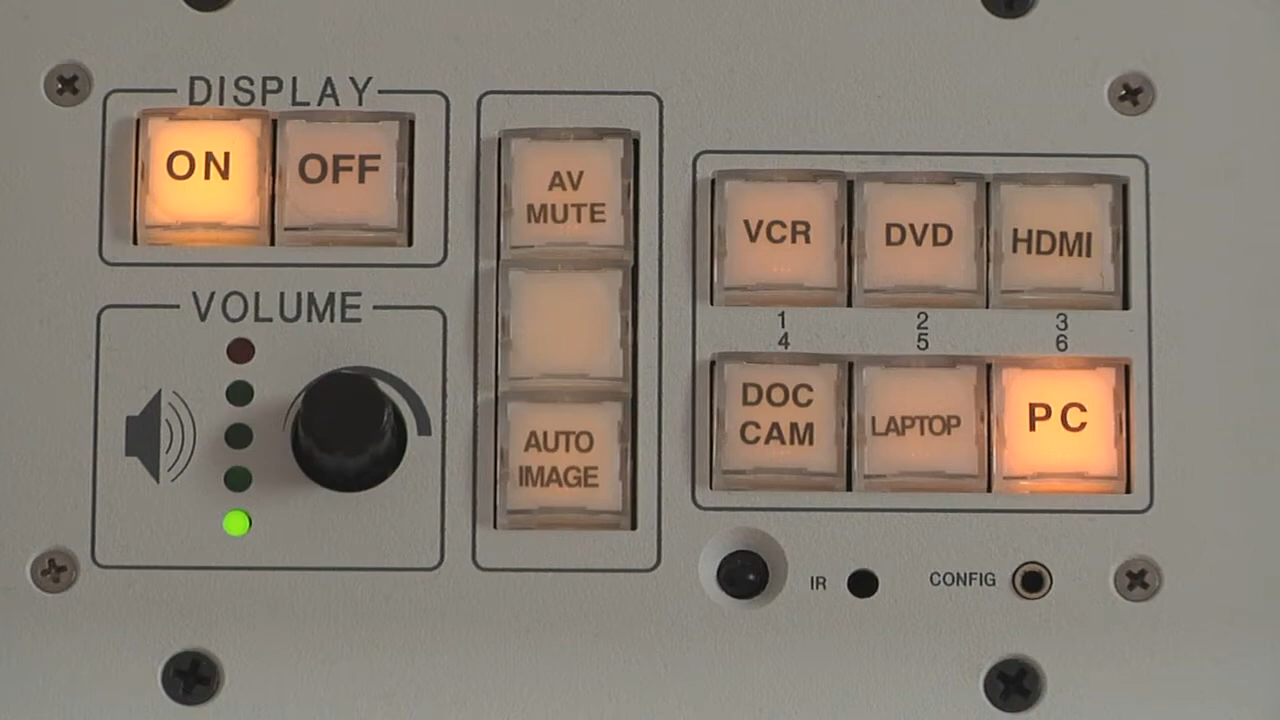 DISPLAY
ON OFF
VOLUME
AV
MUTE
AUTO
IMAGE
VCR DVD HDMI
1 2 3
4 5 6
DOC
CAM
LAPTOP
PC
IR
CONFIG